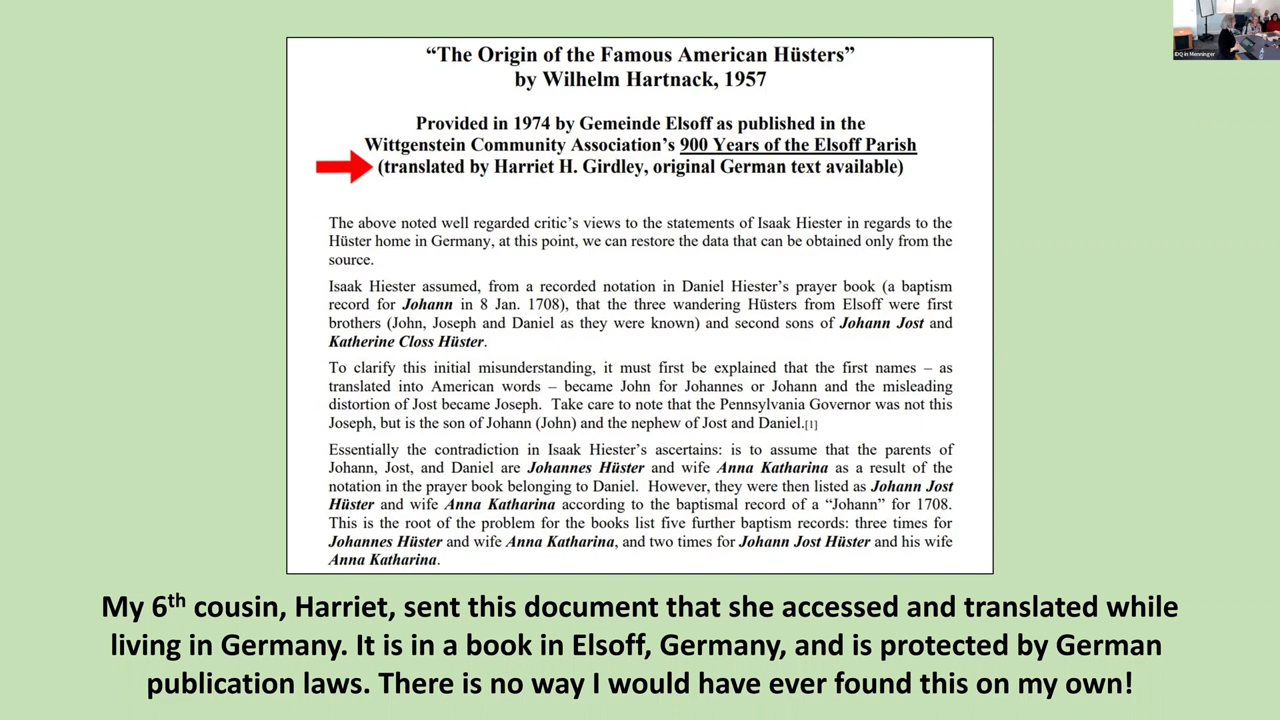 “The Origin of the Famous American Hüsters”
by Wilhelm Hartnack, 1957
Provided in 1974 by Gemeinde Elsoff as published in the
Wittgenstein Community Association’s 900 Years of the Elsoff Parish
(translated by Harriet H. Girdley, original German text available)
The above noted well regarded critic’s views to the statements of Isaak Hiester in regards to the
Hüster home in Germany, at this point, we can restore the data that can be obtained only from the
source.
Isaak Hiester assumed, from a recorded notation in Daniel Hiester’s prayer book (a baptism
record for Johann in 8 Jan. 1708), that the three wandering Hüsters from Elsoff were first
brothers (John, Joseph and Daniel as they were known) and second sons of Johann Jost and
Katherine Closs Hüster.
To clarify this initial misunderstanding, it must first be explained that the first names – as
translated into American words – became John for Johannes or Johann and the misleading
distortion of Jost became Joseph. Take care to note that the Pennsylvania Governor was not this
Joseph, but is the son of Johann (John) and the nephew of Jost and Daniel.[1]
Essentially the contradiction in Isaak Hiester’s ascertains: is to assume that the parents of
Johann, Jost, and Daniel are Johannes Hüster and wife Anna Katharina as a result of the
notation in the prayer book belonging to Daniel. However, they were then listed as Johann Jost
Hüster and wife Anna Katharina according to the baptismal record of a “Johann” for 1708.
This is the root of the problem for the books list five further baptism records: three times for
Johannes Hüster and wife Anna Katharina, and two times for Johann Jost Hüster and his wife
Anna Katharina.
My 6th cousin, Harriet, sent this document that she accessed and translated while
living in Germany. It is in a book in Elsoff, Germany, and is protected by German
publication laws. There is no way I would have ever found this on my own!
IDQ in Menninger